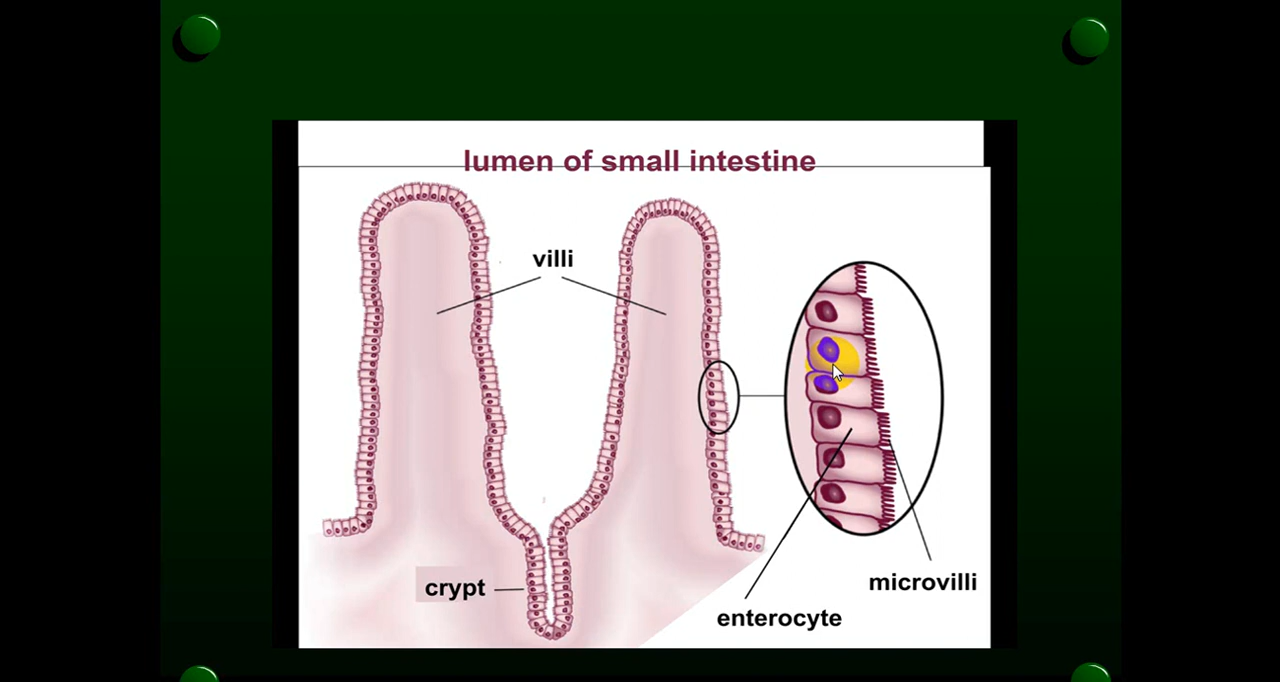 lumen of small intestine
villi
crypt
microvilli
enterocyte